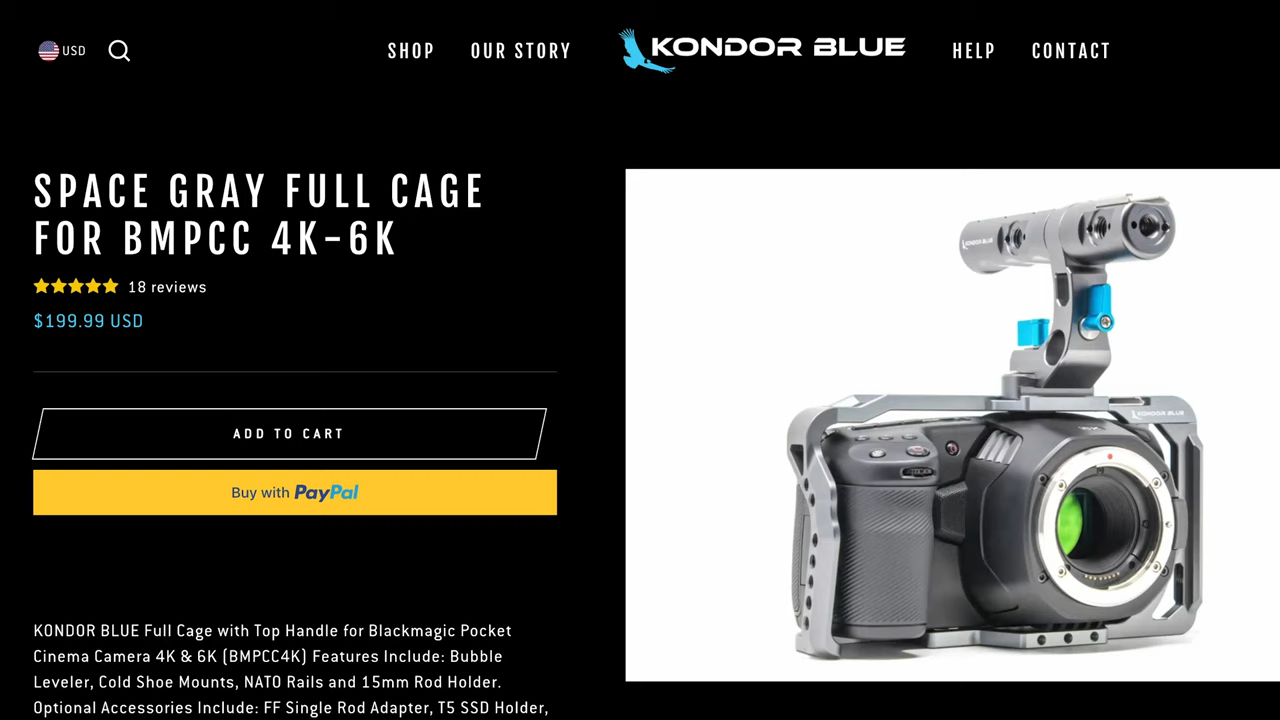 USD
SHOP
OUR STORY
KONDOR BLUE
HELP
CONTACT
SPACE GRAY FULL CAGE
FOR BMPCC 4K-6K
18 reviews
$199.99 USD
ADD TO CART
Buy with PayPal
KONDOR BLUE Full Cage with Top Handle for Blackmagic Pocket
Cinema Camera 4K & 6K (BMPCC4K) Features Include: Bubble
Leveler, Cold Shoe Mounts, NATO Rails and 15mm Rod Holder.
Optional Accessories Include: FF Single Rod Adapter, T5 SSD Holder,
KONDOR BLUE
KONDOR BLUE